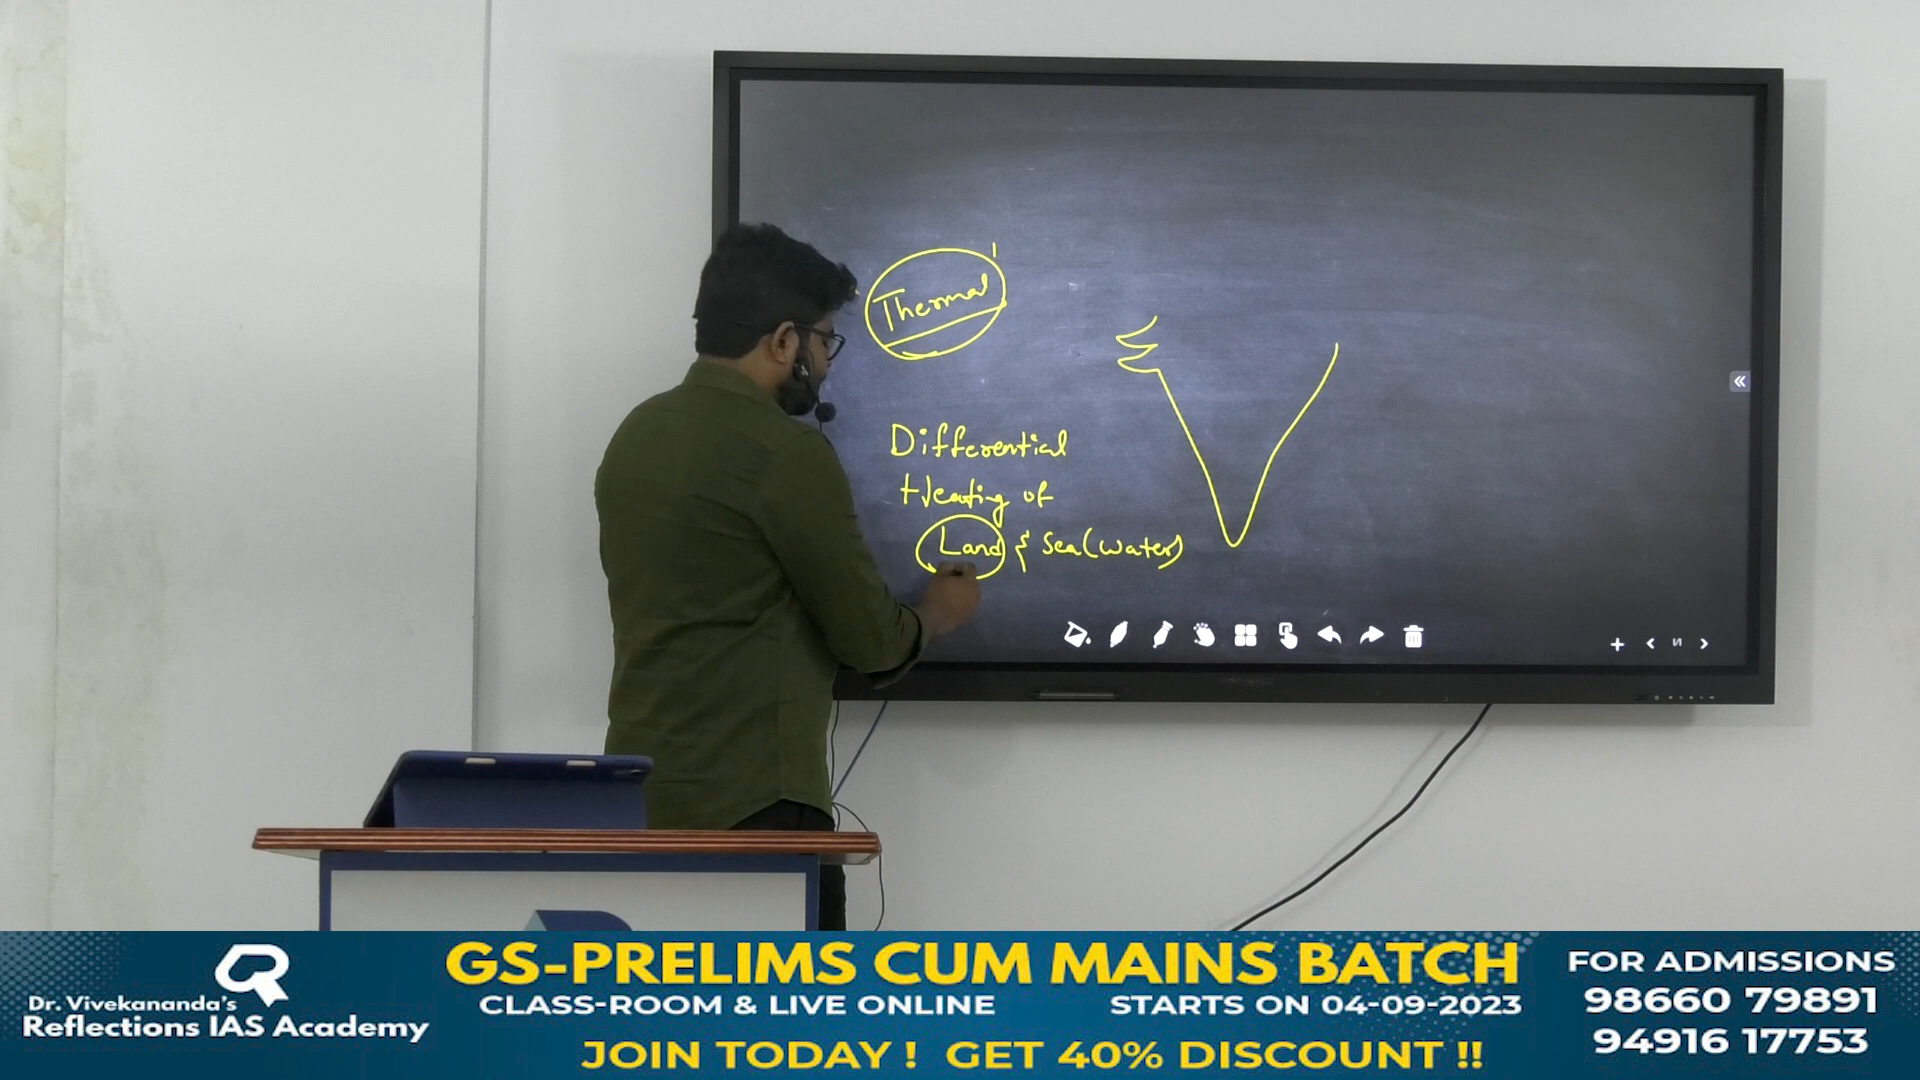 Thermal
Differential
Heating of
Land & Sea (Water)
Dr. Vivekananda's
Reflections IAS Academy
GS-PRELIMS CUM MAINS BATCH
CLASS-ROOM & LIVE ONLINE STARTS ON 04-09-2023
JOIN TODAY ! GET 40% DISCOUNT !!
FOR ADMISSIONS
98660 79891
94916 17753